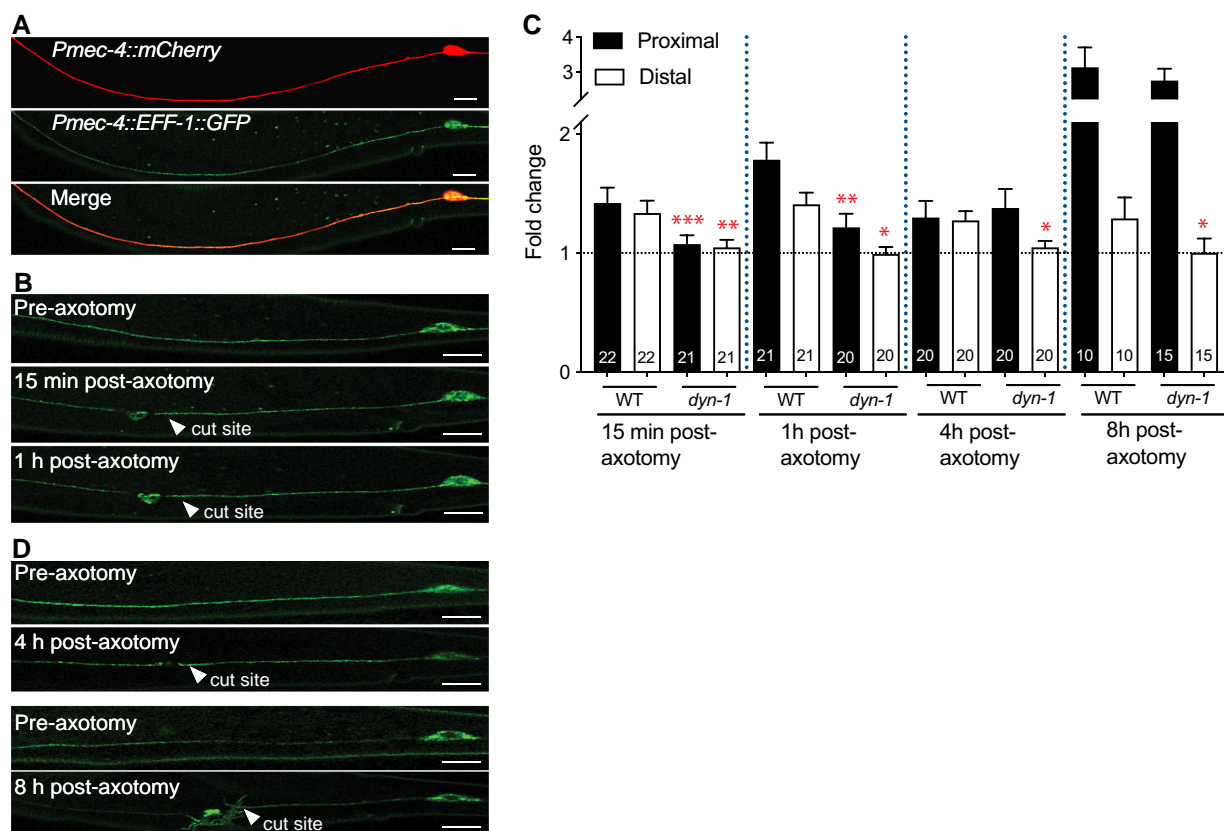 A
Pmec-4::mCherry
Pmec-4::EFF-1::GFP
Merge
B
Pre-axotomy
15 min post-axotomy
cut site
1 h post-axotomy
cut site
D
Pre-axotomy
4 h post-axotomy
cut site
Pre-axotomy
8 h post-axotomy
cut site
C
Proximal
Distal
Fold change
4
3
2
1
0
*** ** ** * * *
22 22 21 21 21 21 20 20 20 20 20 20 10 10 15 15
WT dyn-1 WT dyn-1 WT dyn-1 WT dyn-1
15 min post-
axotomy
1h post-
axotomy
4h post-
axotomy
8h post-
axotomy